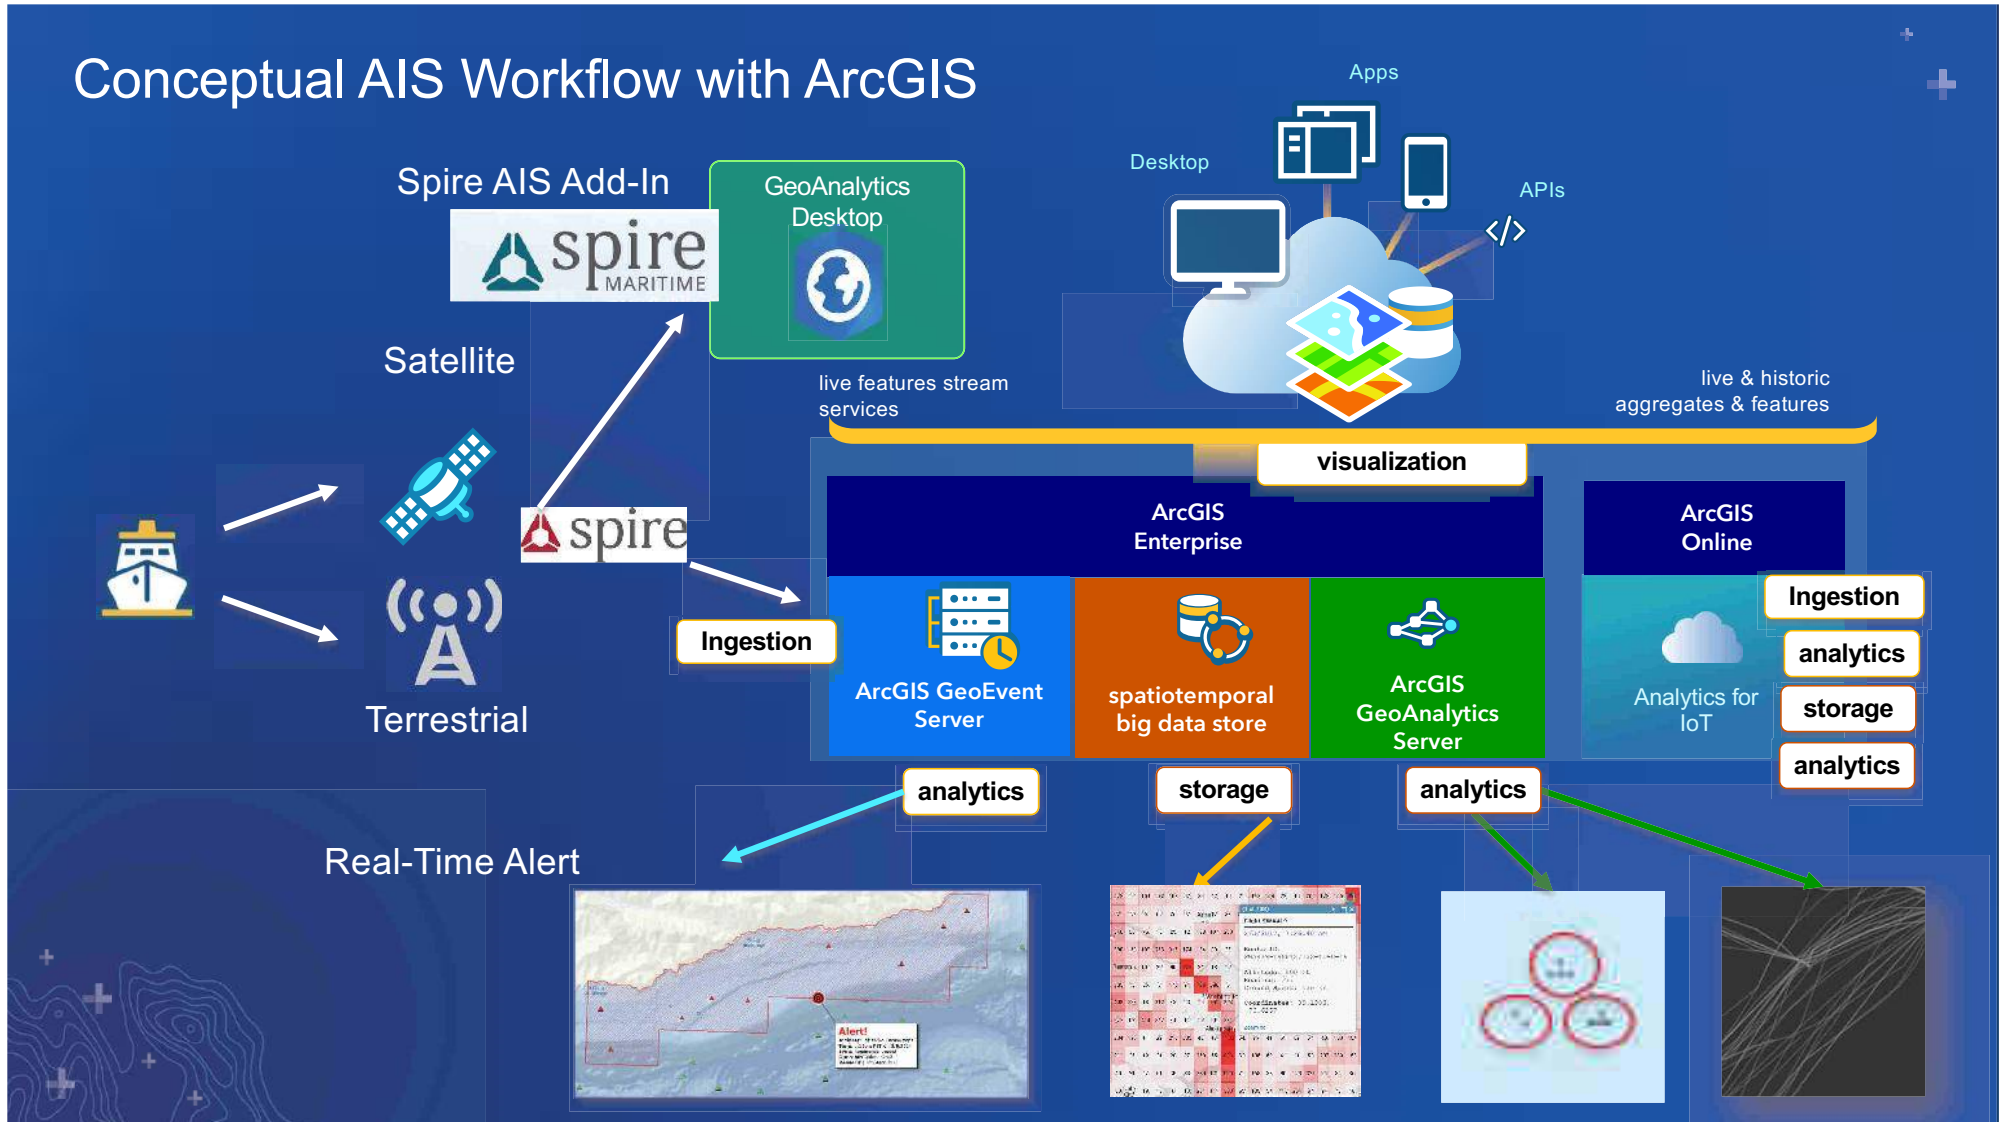 Conceptual AIS Workflow with ArcGIS
Apps
Desktop
APIs
Spire AIS Add-In
GeoAnalytics
Desktop
spire
MARITIME
Satellite
live features stream
services
live & historic
aggregates & features
visualization
spire
ArcGIS
Enterprise
ArcGIS
Online
Ingestion
Ingestion
analytics
storage
analytics
ArcGIS GeoEvent
Server
spatiotemporal
big data store
ArcGIS
GeoAnalytics
Server
Analytics for
IoT
Terrestrial
analytics
storage
analytics
Real-Time Alert
Alert!